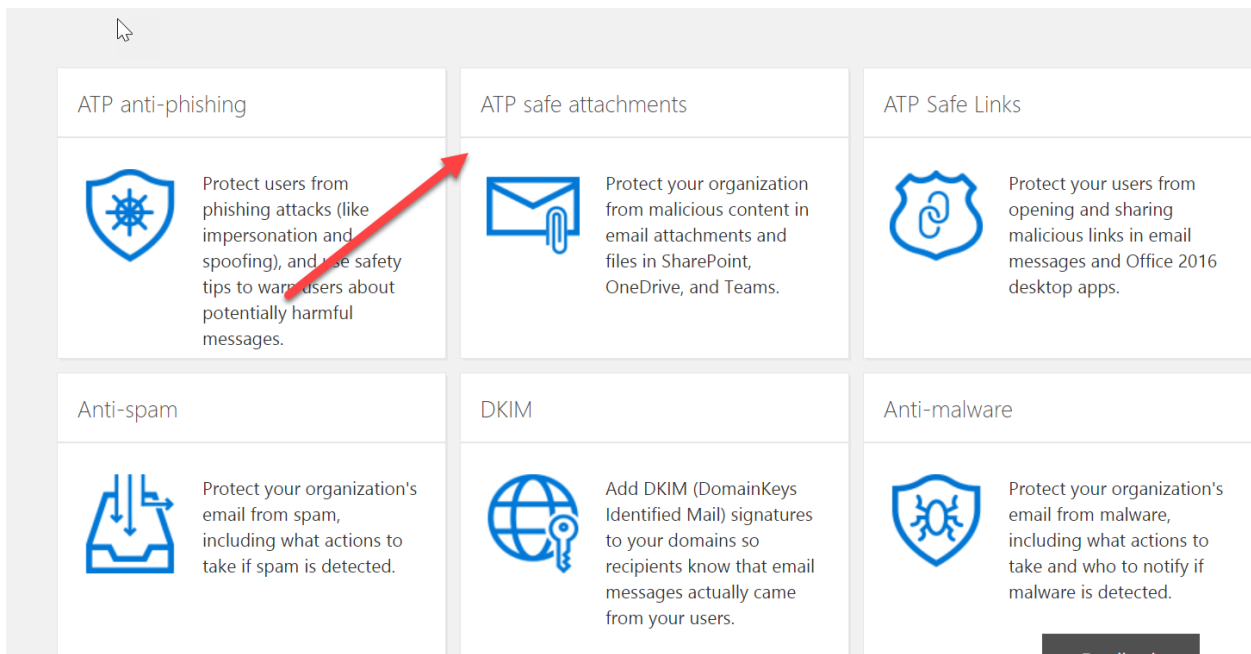 ATP anti-phishing
Protect users from
phishing attacks (like
impersonation and
spoofing), and use safety
tips to warn users about
potentially harmful
messages.
ATP safe attachments
Protect your organization
from malicious content in
email attachments and
files in SharePoint,
OneDrive, and Teams.
ATP Safe Links
Protect your users from
opening and sharing
malicious links in email
messages and Office 2016
desktop apps.
Anti-spam
Protect your organization's
email from spam,
including what actions to
take if spam is detected.
DKIM
Add DKIM (DomainKeys
Identified Mail) signatures
to your domains so
recipients know that email
messages actually came
from your users.
Anti-malware
Protect your organization's
email from malware,
including what actions to
take and who to notify if
malware is detected.